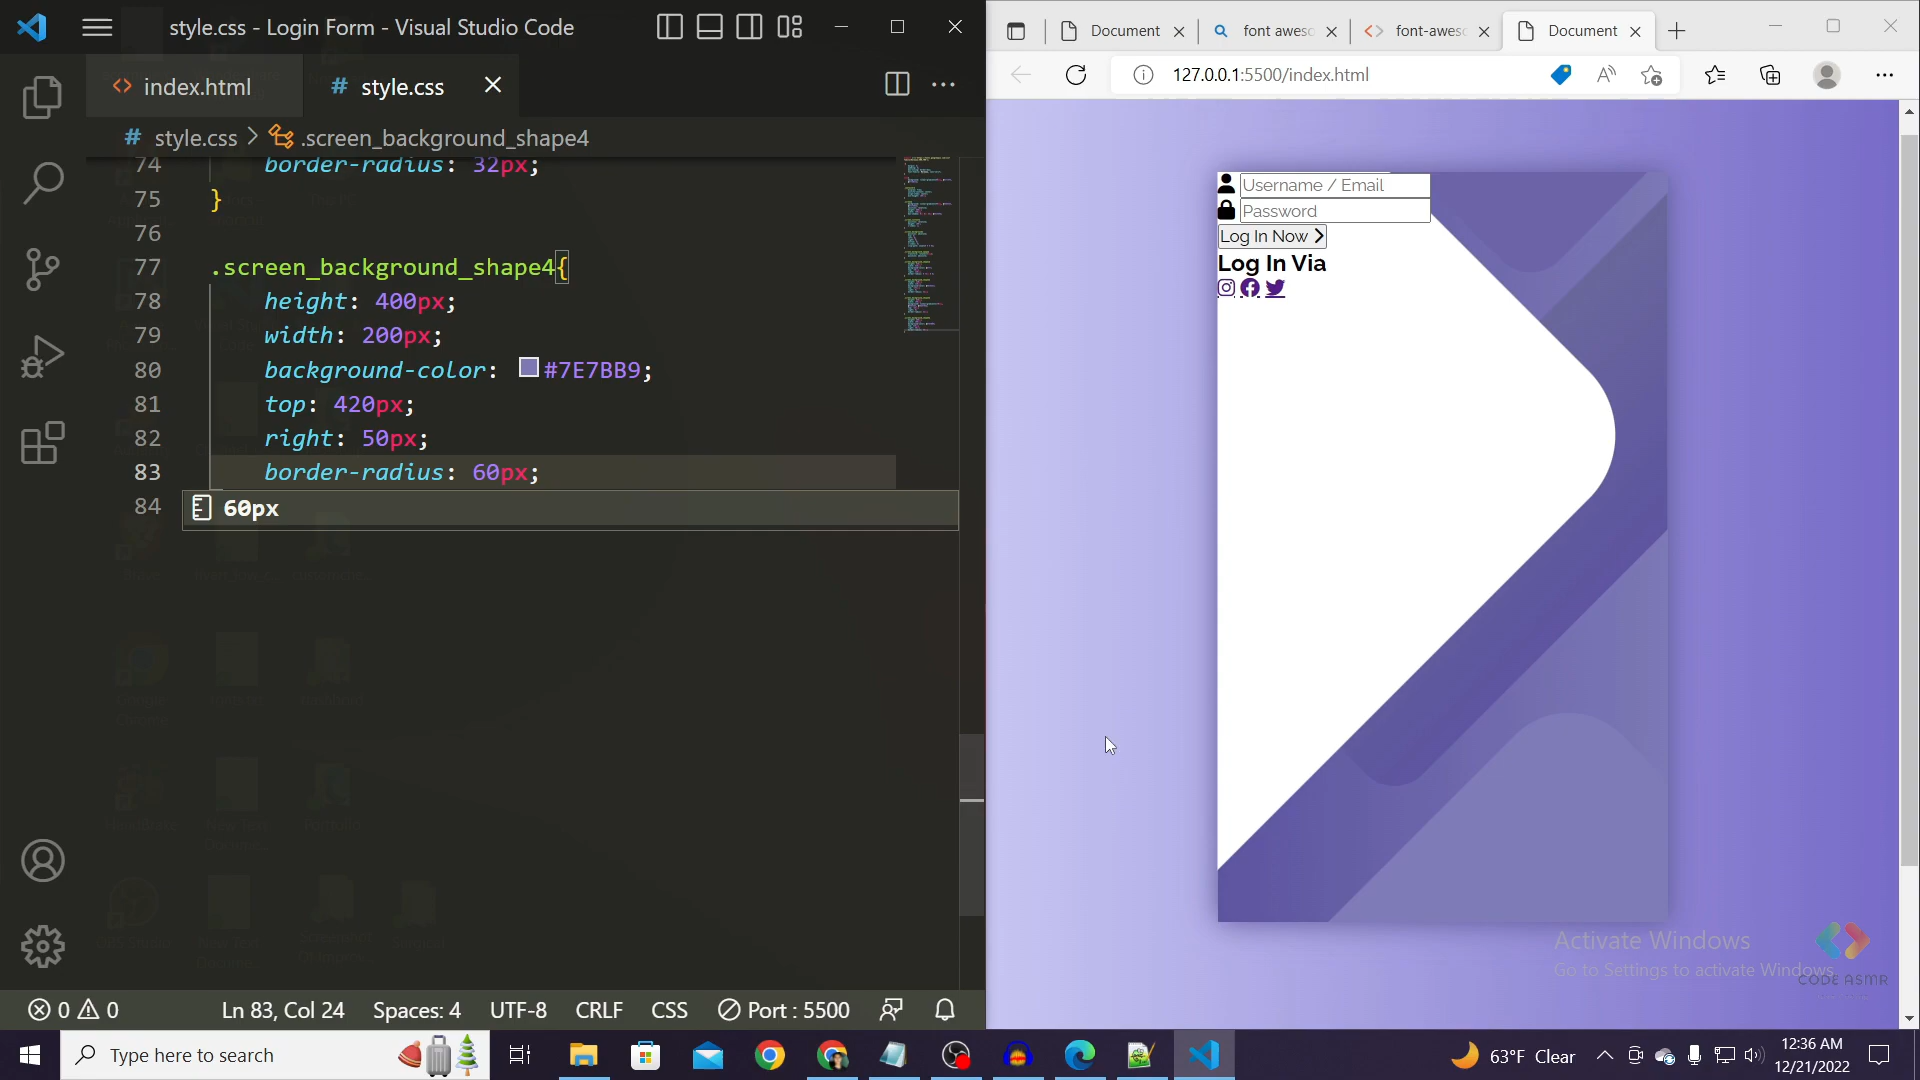 style.css - Login Form - Visual Studio Code
index.html
# style.css
# style.css > .screen_background_shape4
74 border-radius: 32px;
75 }
76
77 .screen_background_shape4{
78 height: 400px;
79 width: 200px;
80 background-color: #7E7BB9;
81 top: 420px;
82 right: 50px;
83 border-radius: 60px;
84
60px
0 0
Ln 83, Col 24
Spaces: 4
UTF-8
CRLF
CSS
Port : 5500
Document
font awesc
font-awesc
Document
127.0.0.1:5500/index.html
Username / Email
Password
Log In Now
Log In Via
Activate Windows
Go to Settings to activate Windows.
CODE ASMR
Type here to search
63°F Clear
12:36 AM
12/21/2022